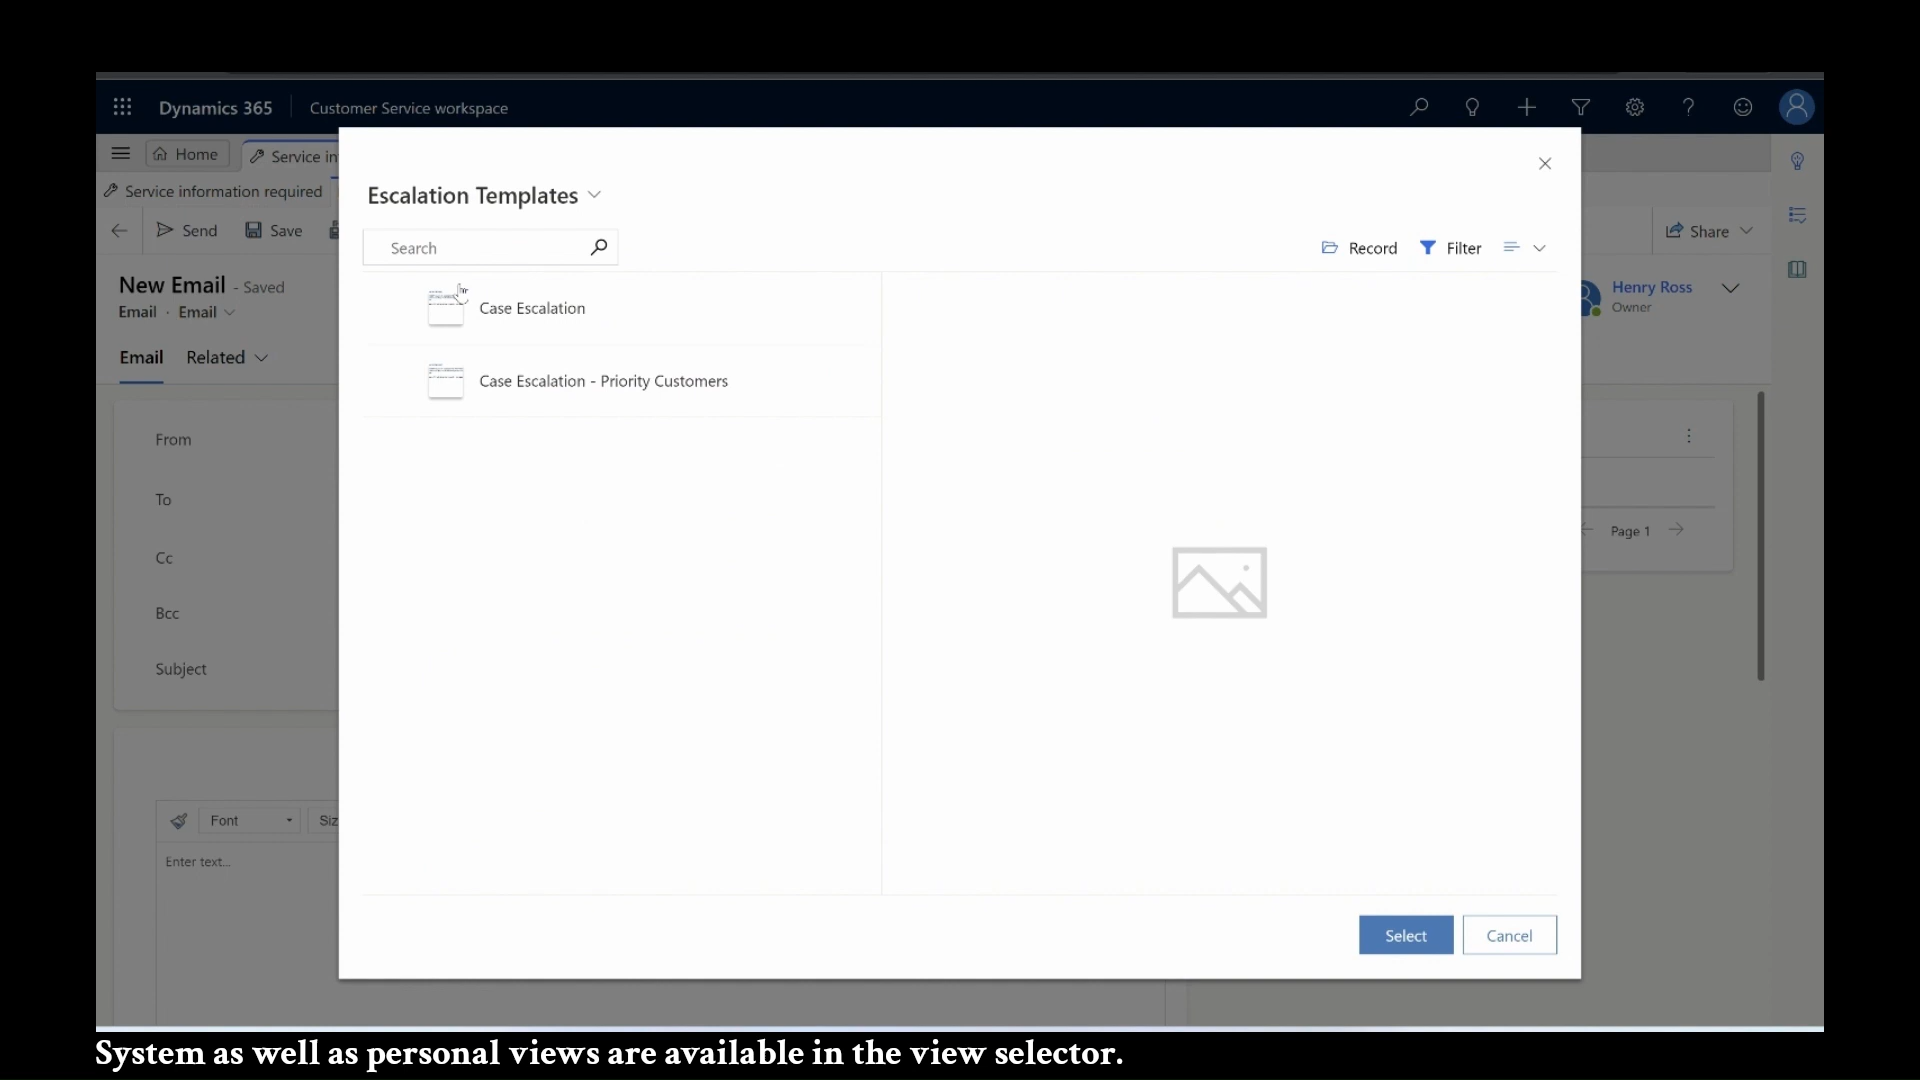 Dynamics 365
Customer Service workspace
Home
Service in
Service information required
Send
Save
Share
New Email - Saved
Email · Email
Henry Ross
Owner
Email
Related
From
To
Cc
Bcc
Subject
Page 1
Font
Siz
Enter text...
Escalation Templates
Search
Record
Filter
Case Escalation
Case Escalation - Priority Customers
Select
Cancel
System as well as personal views are available in the view selector.